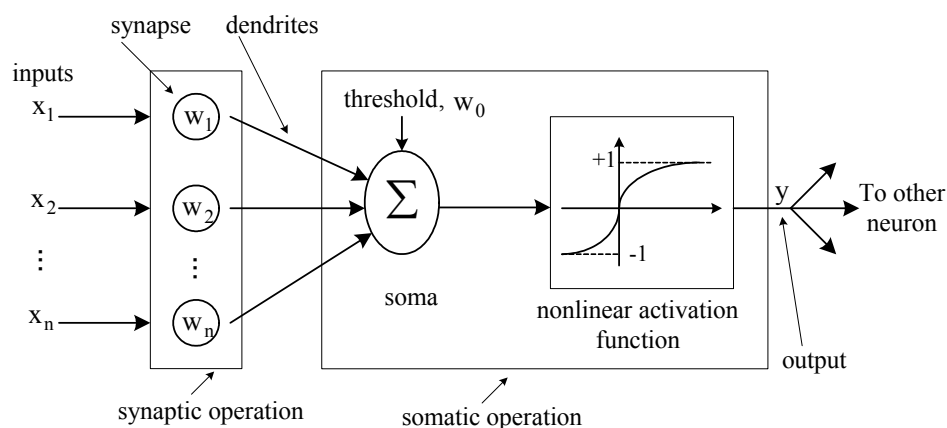 synapse
dendrites
inputs
x1
w1
threshold, w0
+1
-1
x2
w2
Σ
y
To other
neuron
...
...
xn
wn
soma
nonlinear activation
function
output
synaptic operation
somatic operation